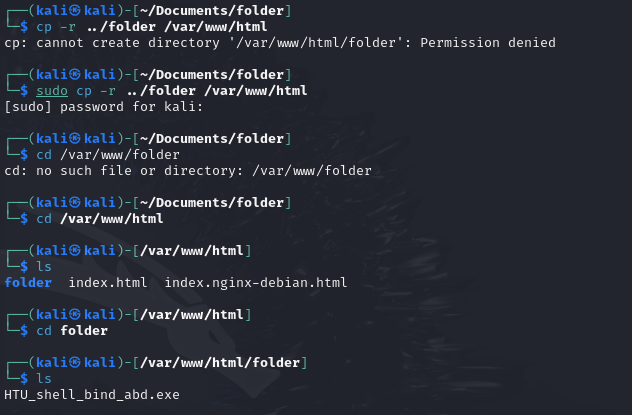 ┌──(kali㉿kali)-[~/Documents/folder]
└─$ cp -r ../folder /var/www/html
cp: cannot create directory '/var/www/html/folder': Permission denied
┌──(kali㉿kali)-[~/Documents/folder]
└─$ sudo cp -r ../folder /var/www/html
[sudo] password for kali:
┌──(kali㉿kali)-[~/Documents/folder]
└─$ cd /var/www/folder
cd: no such file or directory: /var/www/folder
┌──(kali㉿kali)-[~/Documents/folder]
└─$ cd /var/www/html
┌──(kali㉿kali)-[/var/www/html]
└─$ ls
folder  index.html  index.nginx-debian.html
┌──(kali㉿kali)-[/var/www/html]
└─$ cd folder
┌──(kali㉿kali)-[/var/www/html/folder]
└─$ ls
HTU_shell_bind_abd.exe